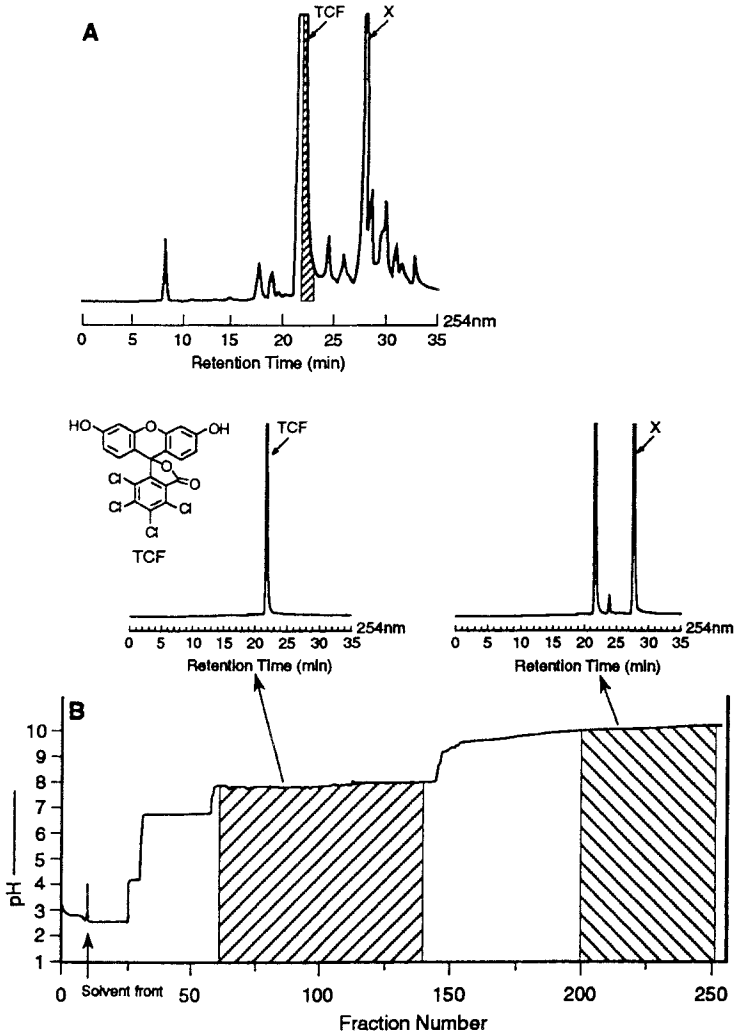 A
TCF
X
254nm
0 5 10 15 20 25 30 35
Retention Time (min)
HO
O
OH
O
O
Cl
Cl
Cl
Cl
TCF
TCF
X
0 5 10 15 20 25 30 35
254nm
Retention Time (min)
0 5 10 15 20 25 30 35
254nm
Retention Time (min)
B
pH
10
9
8
7
6
5
4
3
2
1
0 50 100 150 200 250
Solvent front
Fraction Number